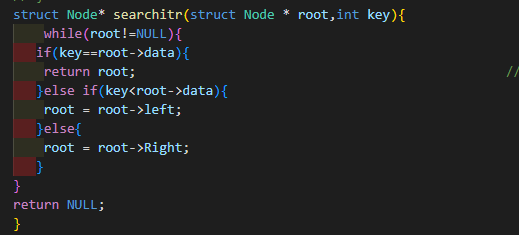 struct Node* searchitr(struct Node * root,int key){
    while(root!=NULL){
   if(key==root->data){
    return root;                                                //
   }else if(key<root->data){
    root = root->left;
   }else{
    root = root->Right;
   }
}
return NULL;
}